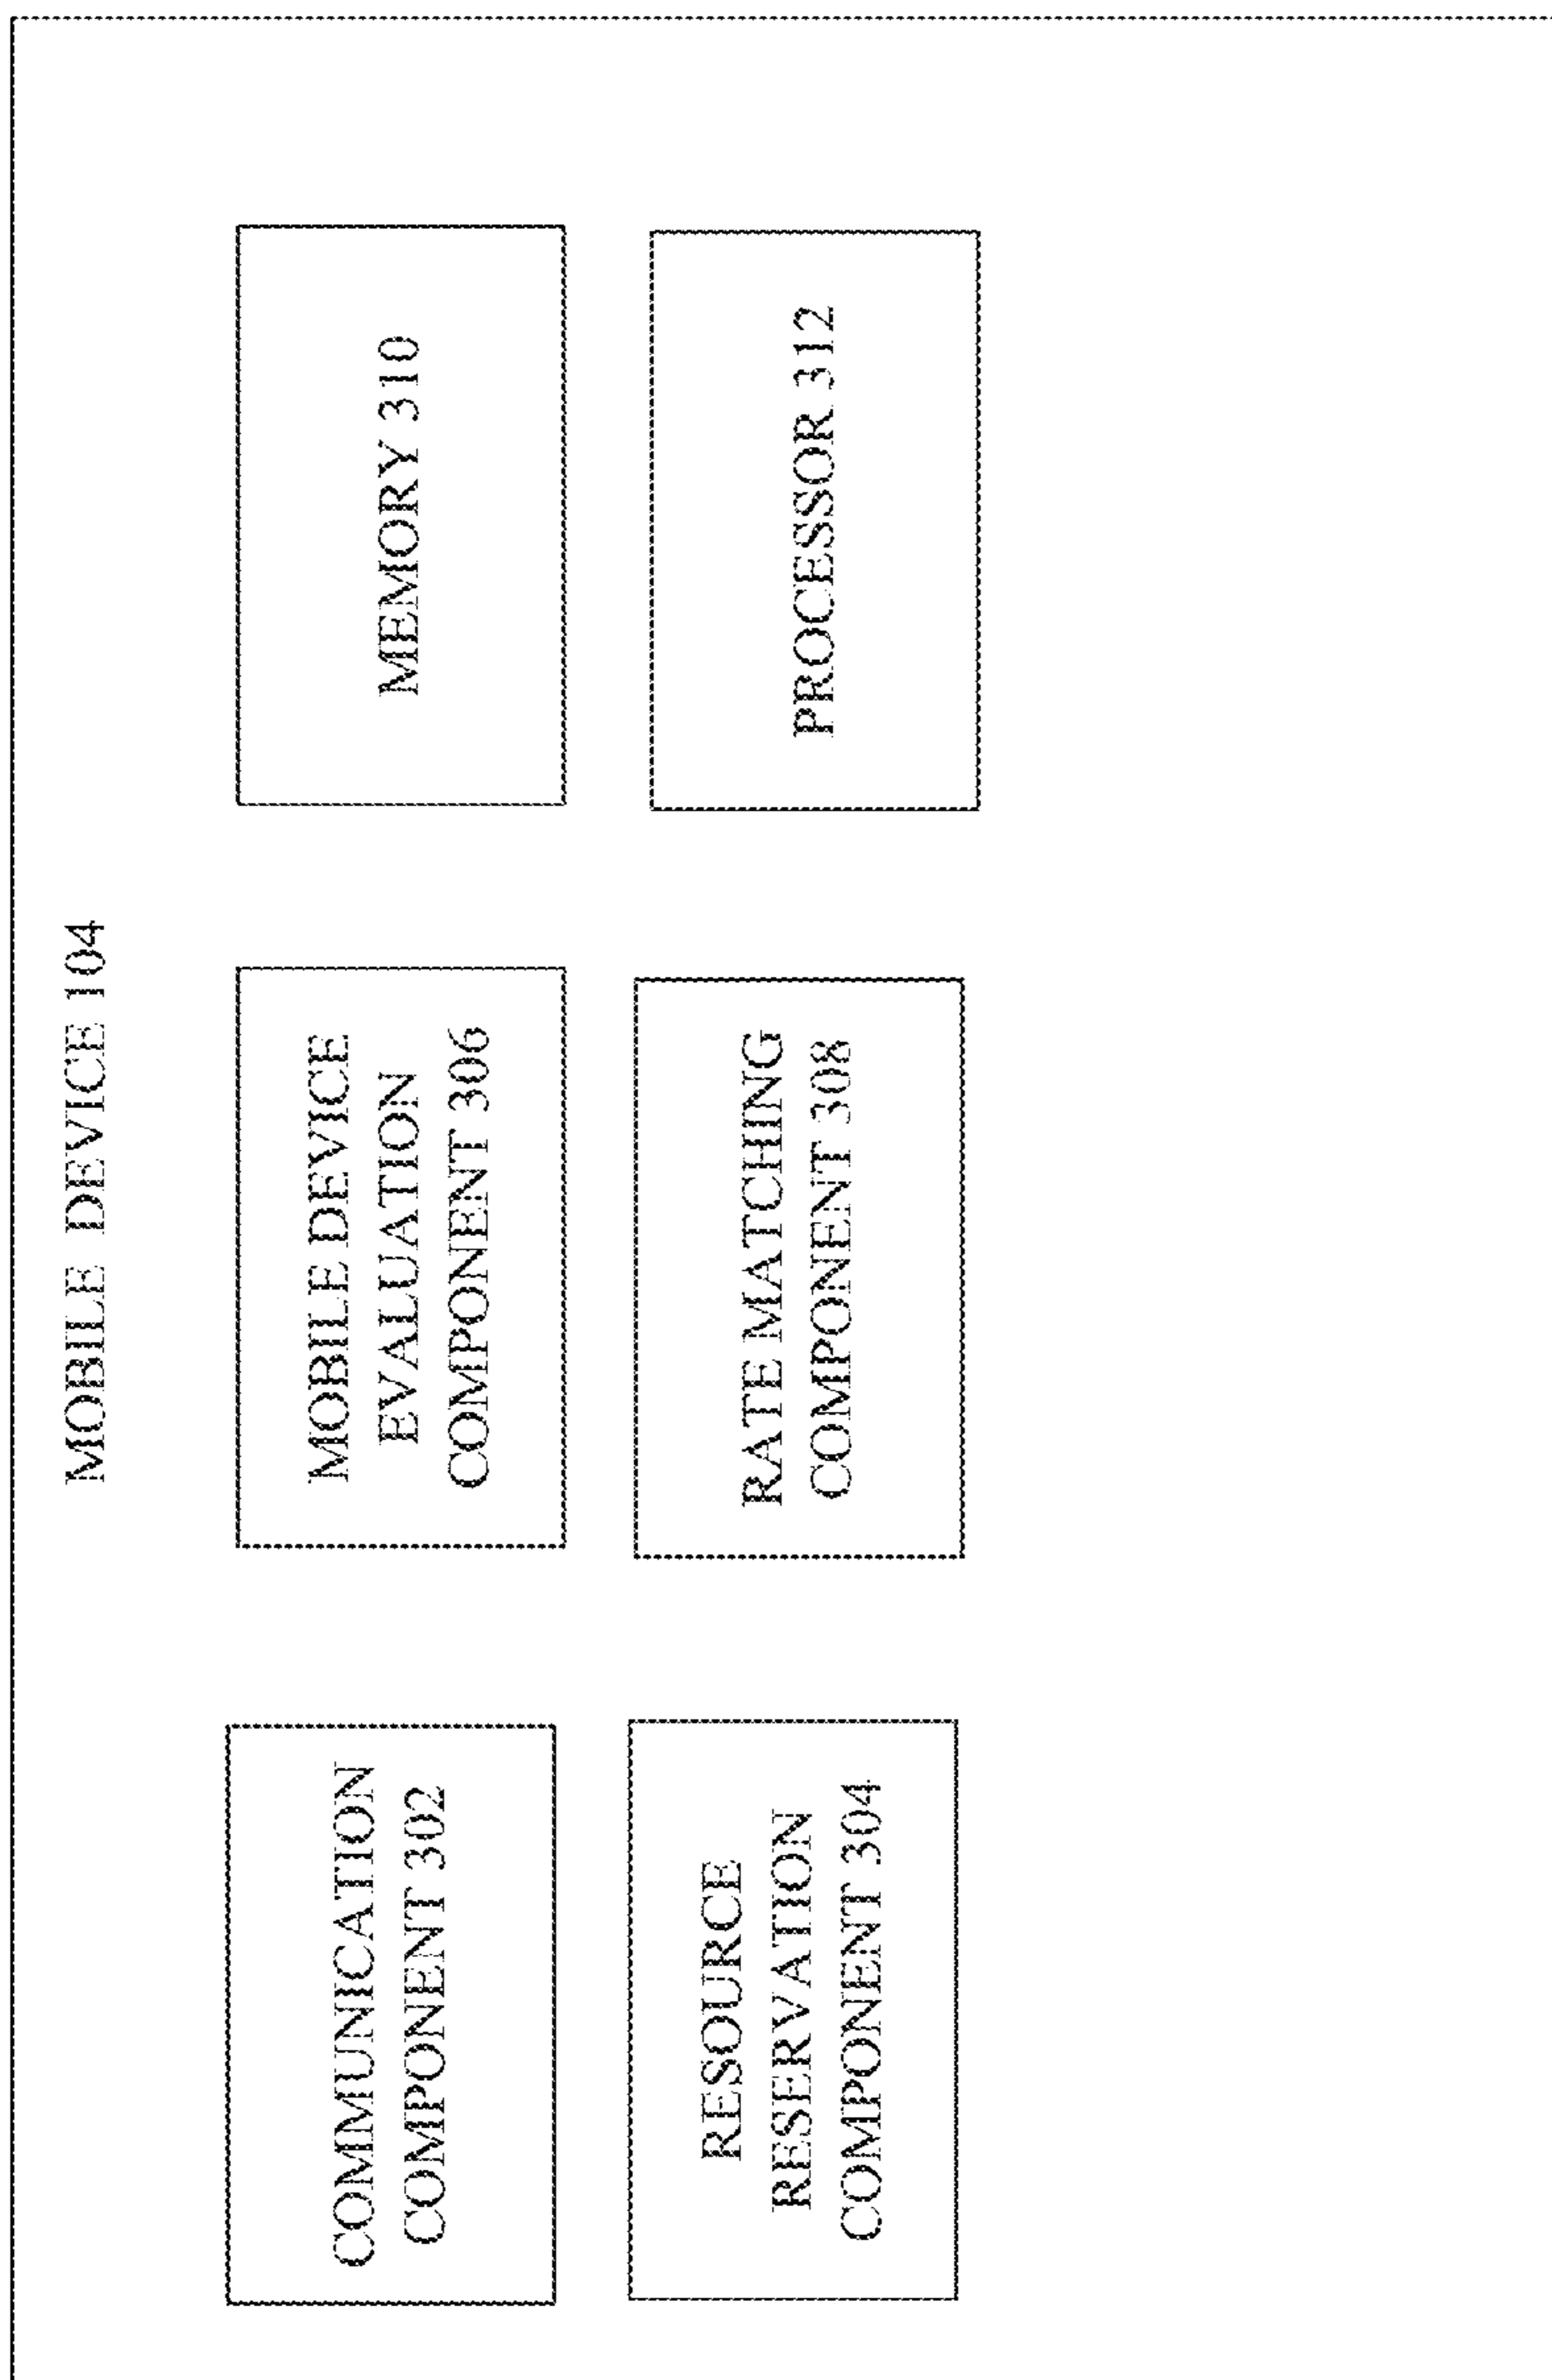 MOBILE DEVICE 104
COMMUNICATION
COMPONENT 302
MOBILE DEVICE
EVALUATION
COMPONENT 306
MEMORY 310
RESOURCE
RESERVATION
COMPONENT 304
RATE MATCHING
COMPONENT 308
PROCESSOR 312